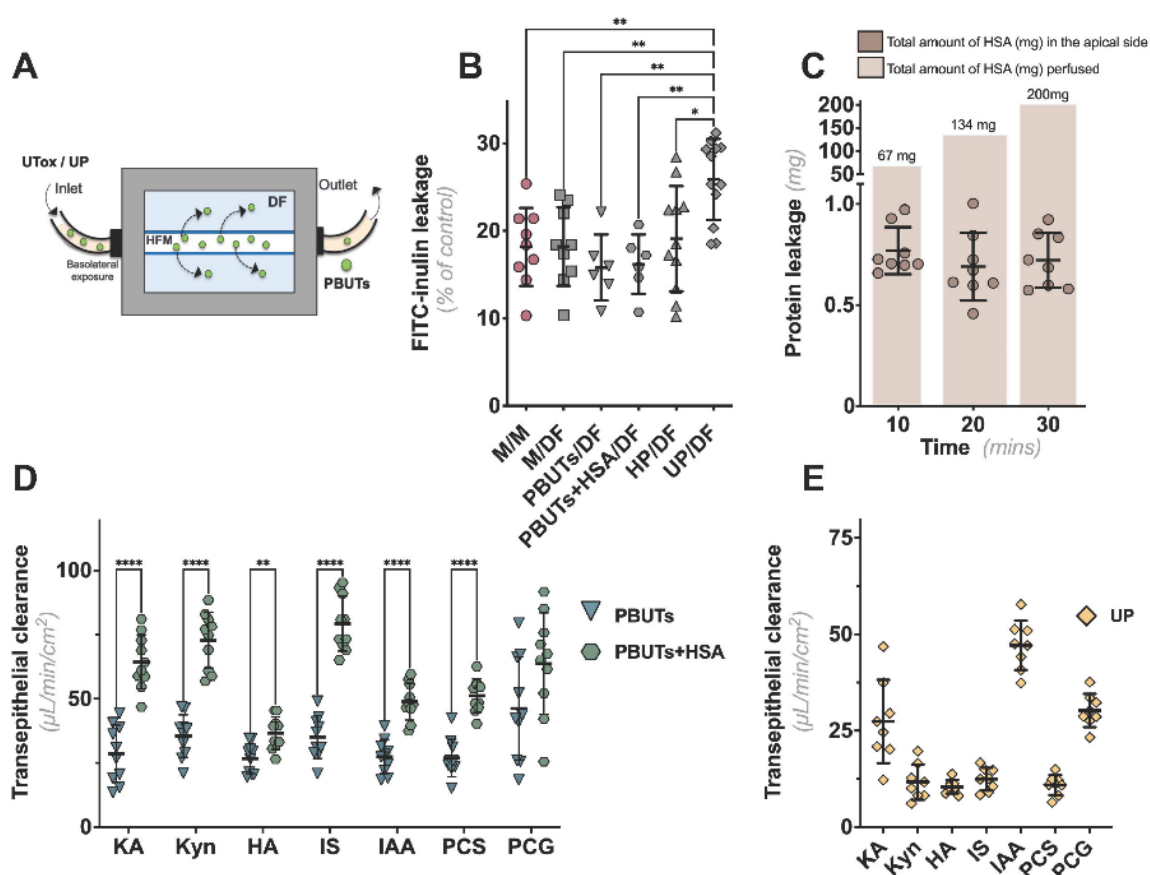 A
UTox / UP
Inlet
Outlet
DF
HFM
Basolateral
exposure
PBUTs
B
**
**
**
**
*
FITC-inulin leakage
(% of control)
30
20
10
0
M/M
M/DF
PBUTs/DF
PBUTs+HSA/DF
HP/DF
UP/DF
C
Total amount of HSA (mg) in the apical side
Total amount of HSA (mg) perfused
Protein leakage (mg)
200
150
100
50
1.0
0.5
0
67 mg
134 mg
200mg
10
20
30
Time (mins)
D
Transepithelial clearance
(µL/min/cm²)
100
50
0
****
****
**
****
****
****
KA
Kyn
HA
IS
IAA
PCS
PCG
PBUTs
PBUTs+HSA
E
Transepithelial clearance
(µL/min/cm²)
75
50
25
0
KA
Kyn
HA
IS
IAA
PCS
PCG
UP